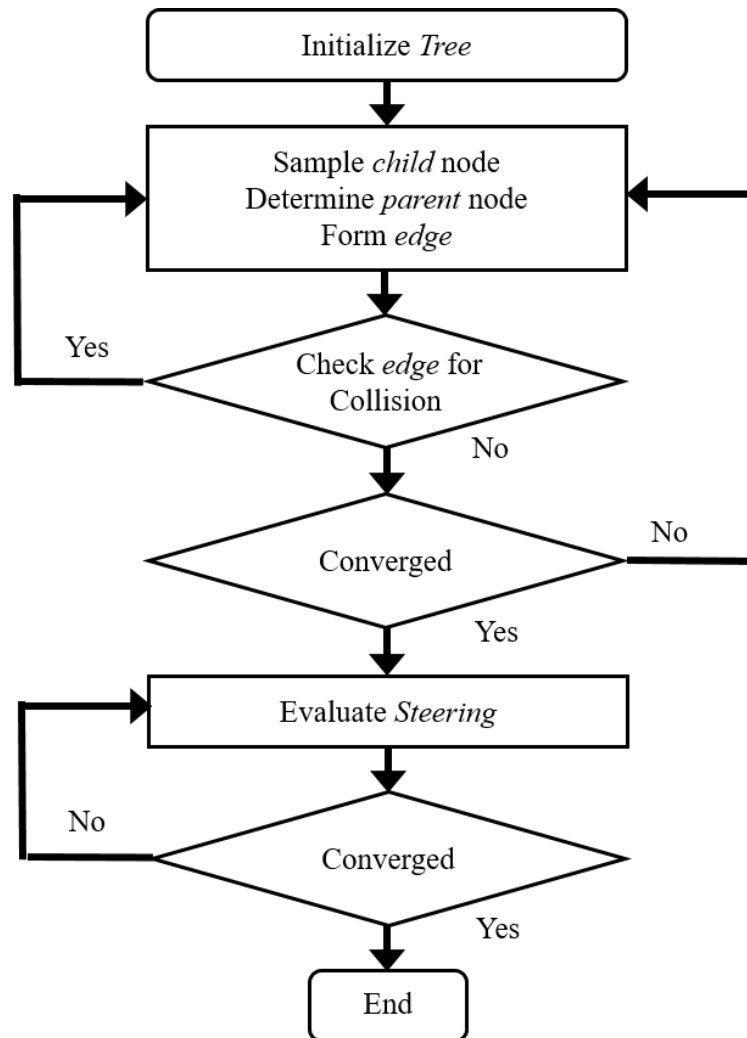 Initialize Tree
Sample child node
Determine parent node
Form edge
Yes
Check edge for
Collision
No
Converged
No
Yes
Evaluate Steering
No
Converged
Yes
End